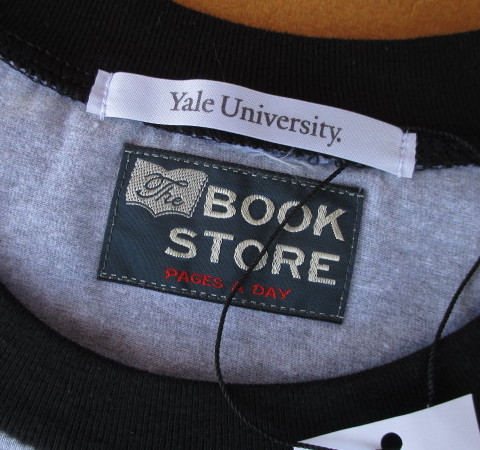 Yale University.
The BOOK
STORE
PAGES A DAY